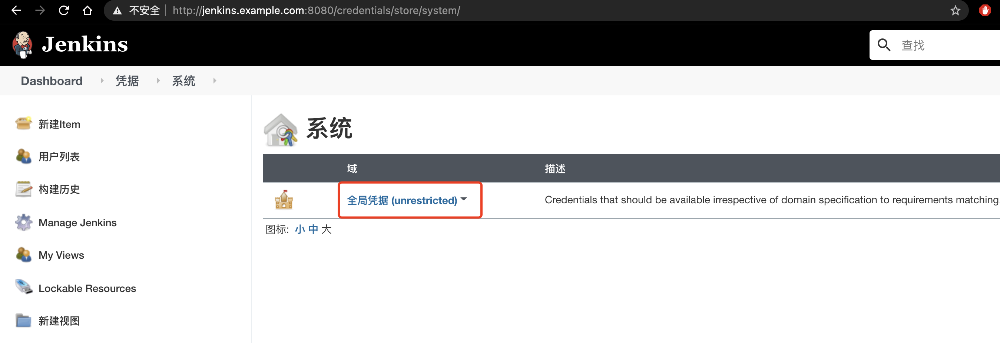 不安全 http://jenkins.example.com:8080/credentials/store/system/
Jenkins
查找
Dashboard 凭据 系统
新建Item
用户列表
构建历史
Manage Jenkins
My Views
Lockable Resources
新建视图
系统
域 描述
全局凭据 (unrestricted) Credentials that should be available irrespective of domain specification to requirements matching.
图标: 小 中 大